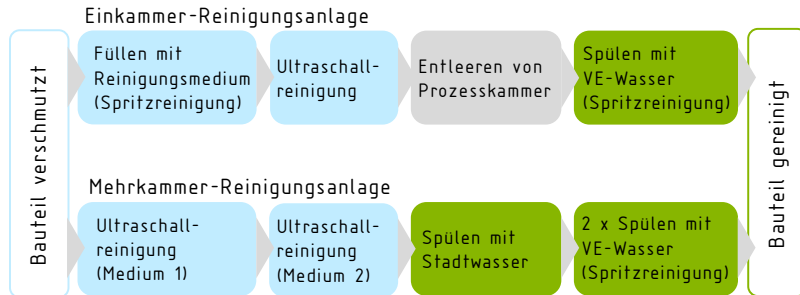 Einkammer-Reinigungsanlage
Bauteil verschmutzt
Füllen mit
Reinigungsmedium
(Spritzreinigung)
Ultraschall-
reinigung
Entleeren von
Prozesskammer
Spülen mit
VE-Wasser
(Spritzreinigung)
Bauteil gereinigt
Mehrkammer-Reinigungsanlage
Ultraschall-
reinigung
(Medium 1)
Ultraschall-
reinigung
(Medium 2)
Spülen mit
Stadtwasser
2 x Spülen mit
VE-Wasser
(Spritzreinigung)